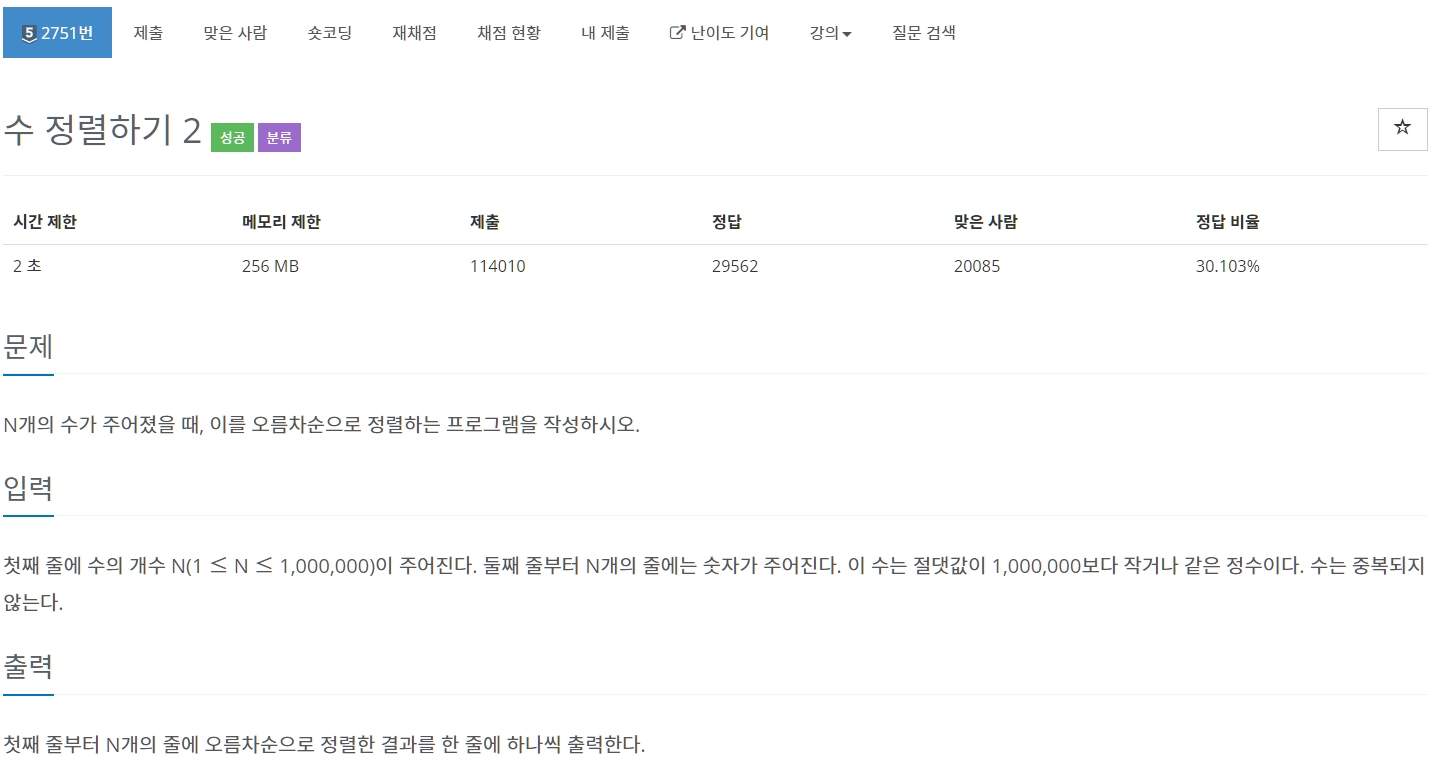 5 2751번 제출 맞은 사람 숏코딩 재채점 채점 현황 내 제출 난이도 기여 강의 질문 검색
수 정렬하기 2 성공 분류
시간 제한 메모리 제한 제출 정답 맞은 사람 정답 비율
2 초 256 MB 114010 29562 20085 30.103%
문제
N개의 수가 주어졌을 때, 이를 오름차순으로 정렬하는 프로그램을 작성하시오.
입력
첫째 줄에 수의 개수 N(1 ≤ N ≤ 1,000,000)이 주어진다. 둘째 줄부터 N개의 줄에는 숫자가 주어진다. 이 수는 절댓값이 1,000,000보다 작거나 같은 정수이다. 수는 중복되지
않는다.
출력
첫째 줄부터 N개의 줄에 오름차순으로 정렬한 결과를 한 줄에 하나씩 출력한다.